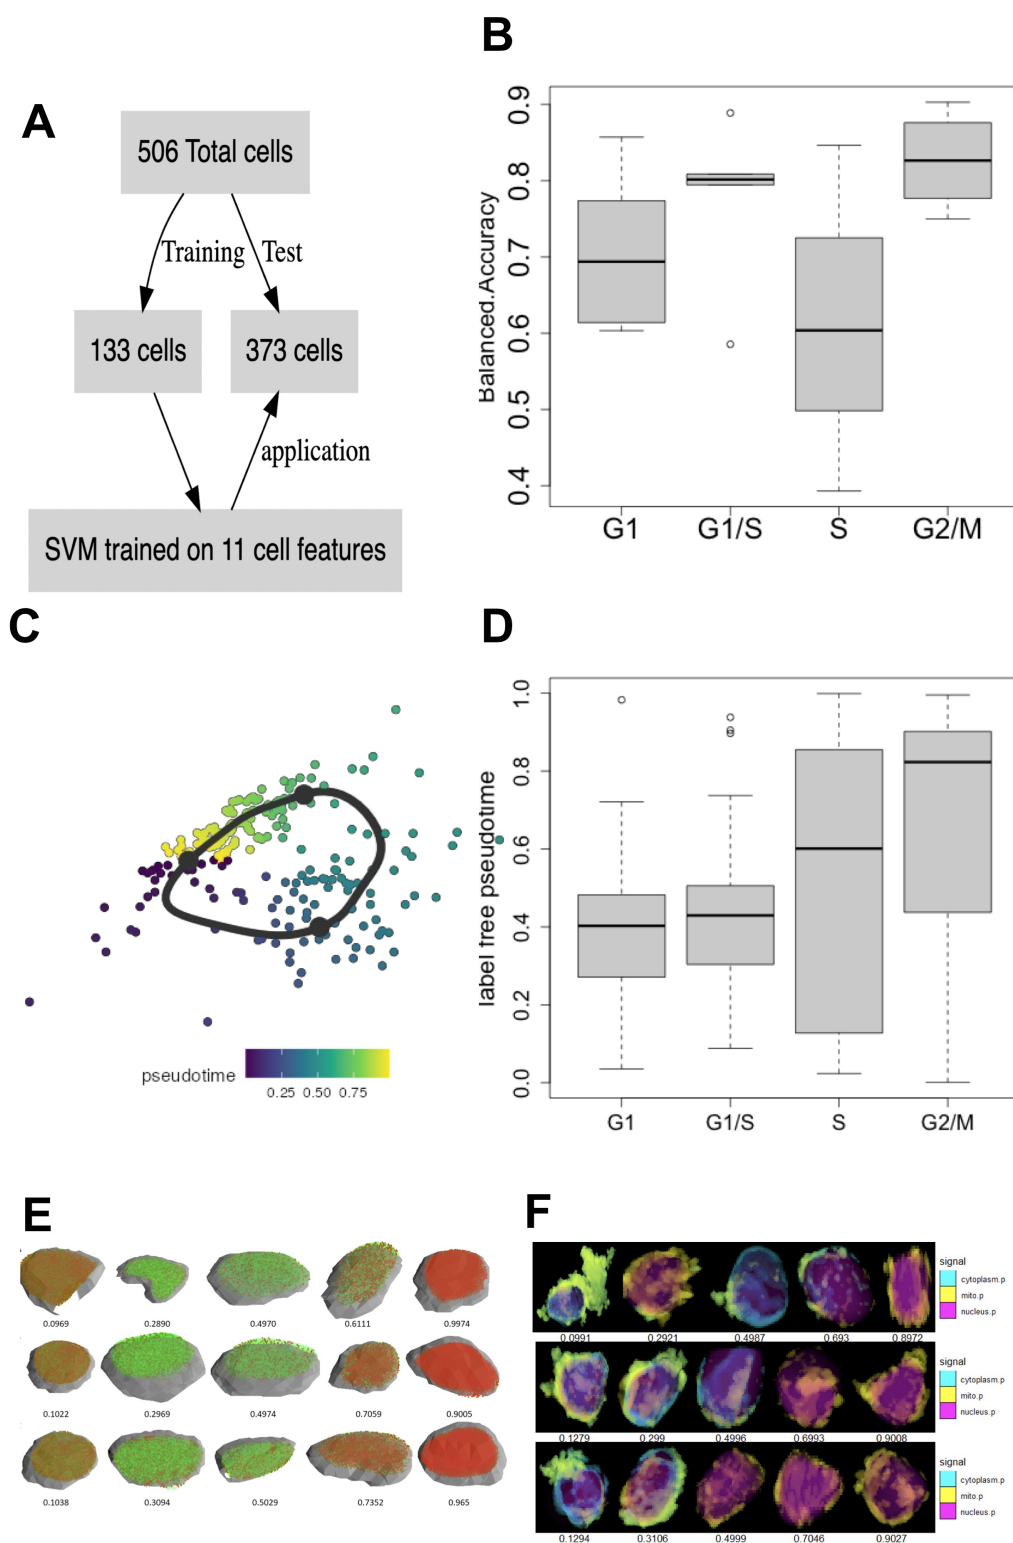 A
506 Total cells
Training
Test
133 cells
373 cells
application
SVM trained on 11 cell features
B
Balanced.Accuracy
0.9
0.8
0.7
0.6
0.5
0.4
G1
G1/S
S
G2/M
C
pseudotime
0.25 0.50 0.75
D
label tree pseudotime
1.0
0.8
0.6
0.4
0.2
0.0
G1
G1/S
S
G2/M
E
0.0969
0.2890
0.4970
0.6111
0.9974
0.1022
0.2969
0.4974
0.7059
0.9005
0.1038
0.3094
0.5029
0.7352
0.965
F
signal
cytoplasm.p
mito.p
nucleus.p
0.0991
0.2921
0.4987
0.693
0.8972
signal
cytoplasm.p
mito.p
nucleus.p
0.1279
0.299
0.4996
0.6993
0.9008
signal
cytoplasm.p
mito.p
nucleus.p
0.1294
0.3106
0.4999
0.7046
0.9027